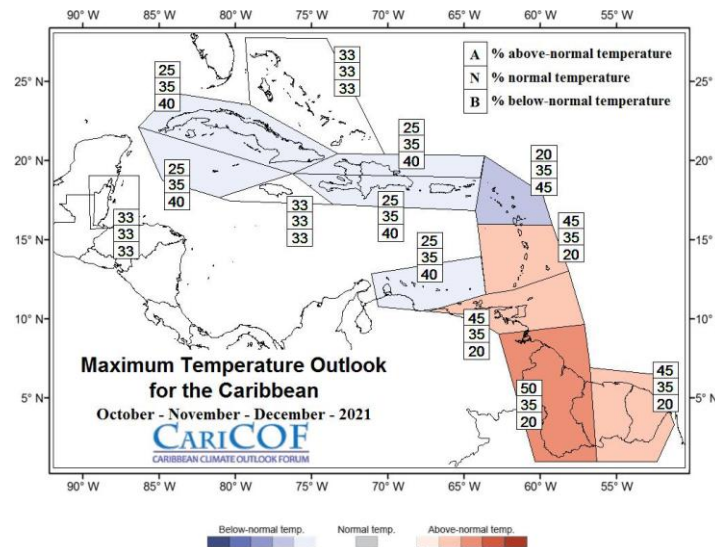 90° W 85° W 80° W 75° W 70° W 65° W 60° W 55° W
A % above-normal temperature
N % normal temperature
B % below-normal temperature
25° N
20° N
15° N
10° N
5° N
25° N
20° N
15° N
10° N
5° N
25
35
40
33
33
33
25
35
40
25
35
40
20
35
45
33
33
33
33
33
33
25
35
40
25
35
40
45
35
20
45
35
20
50
35
20
45
35
20
Maximum Temperature Outlook
for the Caribbean
October - November - December - 2021
CARICOF
CARIBBEAN CLIMATE OUTLOOK FORUM
90° W 85° W 80° W 75° W 70° W 65° W 60° W 55° W
Below-normal temp. Normal temp. Above-normal temp.